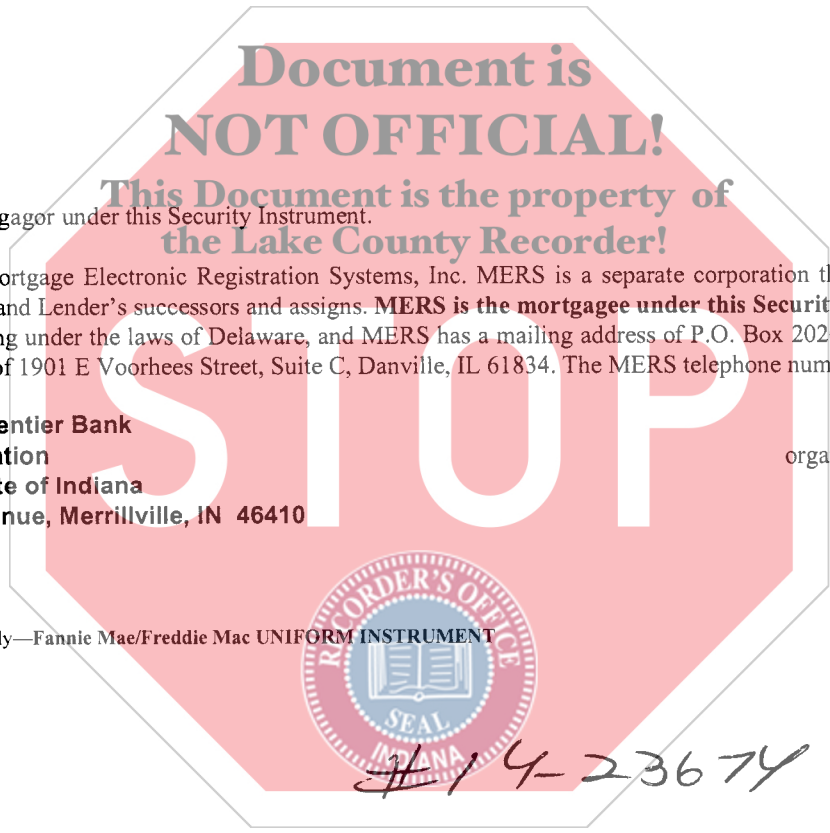 Document is
NOT OFFICIAL!
This Document is the property of
gagor under this Security Instrument.
the Lake County Recorder!
ortgage Electronic Registration Systems, Inc. MERS is a separate corporation th
and Lender's successors and assigns. MERS is the mortgagee under this Securit
ng under the laws of Delaware, and MERS has a mailing address of P.O. Box 202
of 1901 E Voorhees Street, Suite C, Danville, IL 61834. The MERS telephone num
STOP
entier Bank
ation
orga
te of Indiana
nue, Merrillville, IN 46410
RECORDER'S OFFICE
ly—Fannie Mae/Freddie Mac UNIFORM INSTRUMENT
SEAL
INDIANA
#14-23674